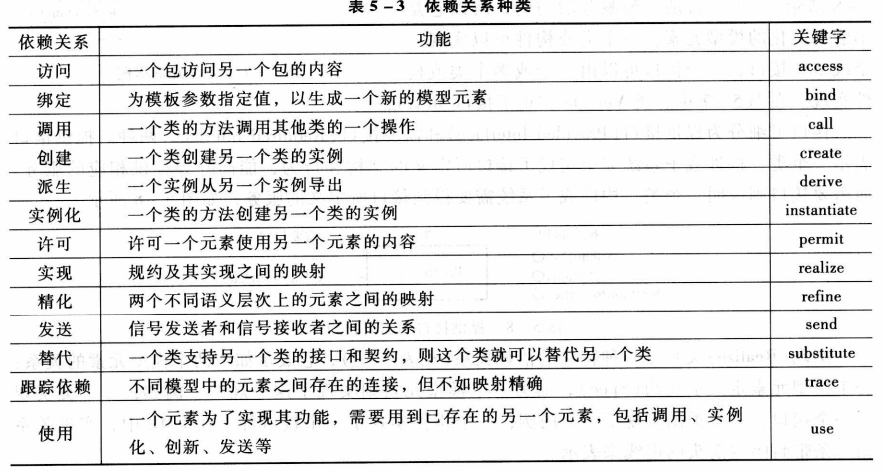 表 5-3 依赖关系种类
依赖关系 功能 关键字
访问 一个包访问另一个包的内容 access
绑定 为模板参数指定值，以生成一个新的模型元素 bind
调用 一个类的方法调用其他类的一个操作 call
创建 一个类创建另一个类的实例 create
派生 一个实例从另一个实例导出 derive
实例化 一个类的方法创建另一个类的实例 instantiate
许可 许可一个元素使用另一个元素的内容 permit
实现 规约及其实现之间的映射 realize
精化 两个不同语义层次上的元素之间的映射 refine
发送 信号发送者和信号接收者之间的关系 send
替代 一个类支持另一个类的接口和契约，则这个类就可以替代另一个类 substitute
跟踪依赖 不同模型中的元素之间存在的连接，但不如映射精确 trace
使用 一个元素为了实现其功能，需要用到已存在的另一个元素，包括调用、实例 use
化、创新、发送等